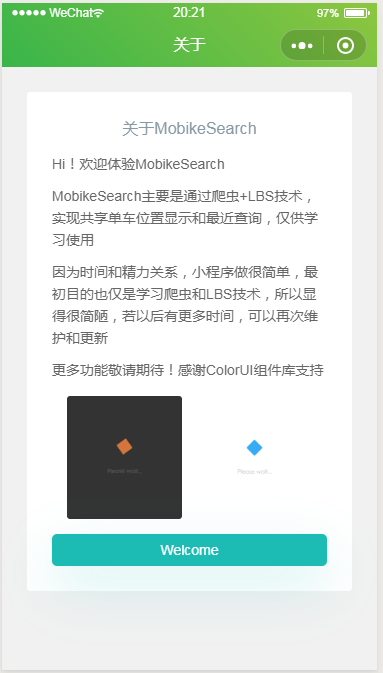 WeChat 20:21 97%
关于
关于MobikeSearch
Hi！欢迎体验MobikeSearch
MobikeSearch主要是通过爬虫+LBS技术，
实现共享单车位置显示和最近查询，仅供学
习使用
因为时间和精力关系，小程序做很简单，最
初目的也仅是学习爬虫和LBS技术，所以显
得很简陋，若以后有更多时间，可以再次维
护和更新
更多功能敬请期待！感谢ColorUI组件库支持
Please wait... Please wait...
Welcome